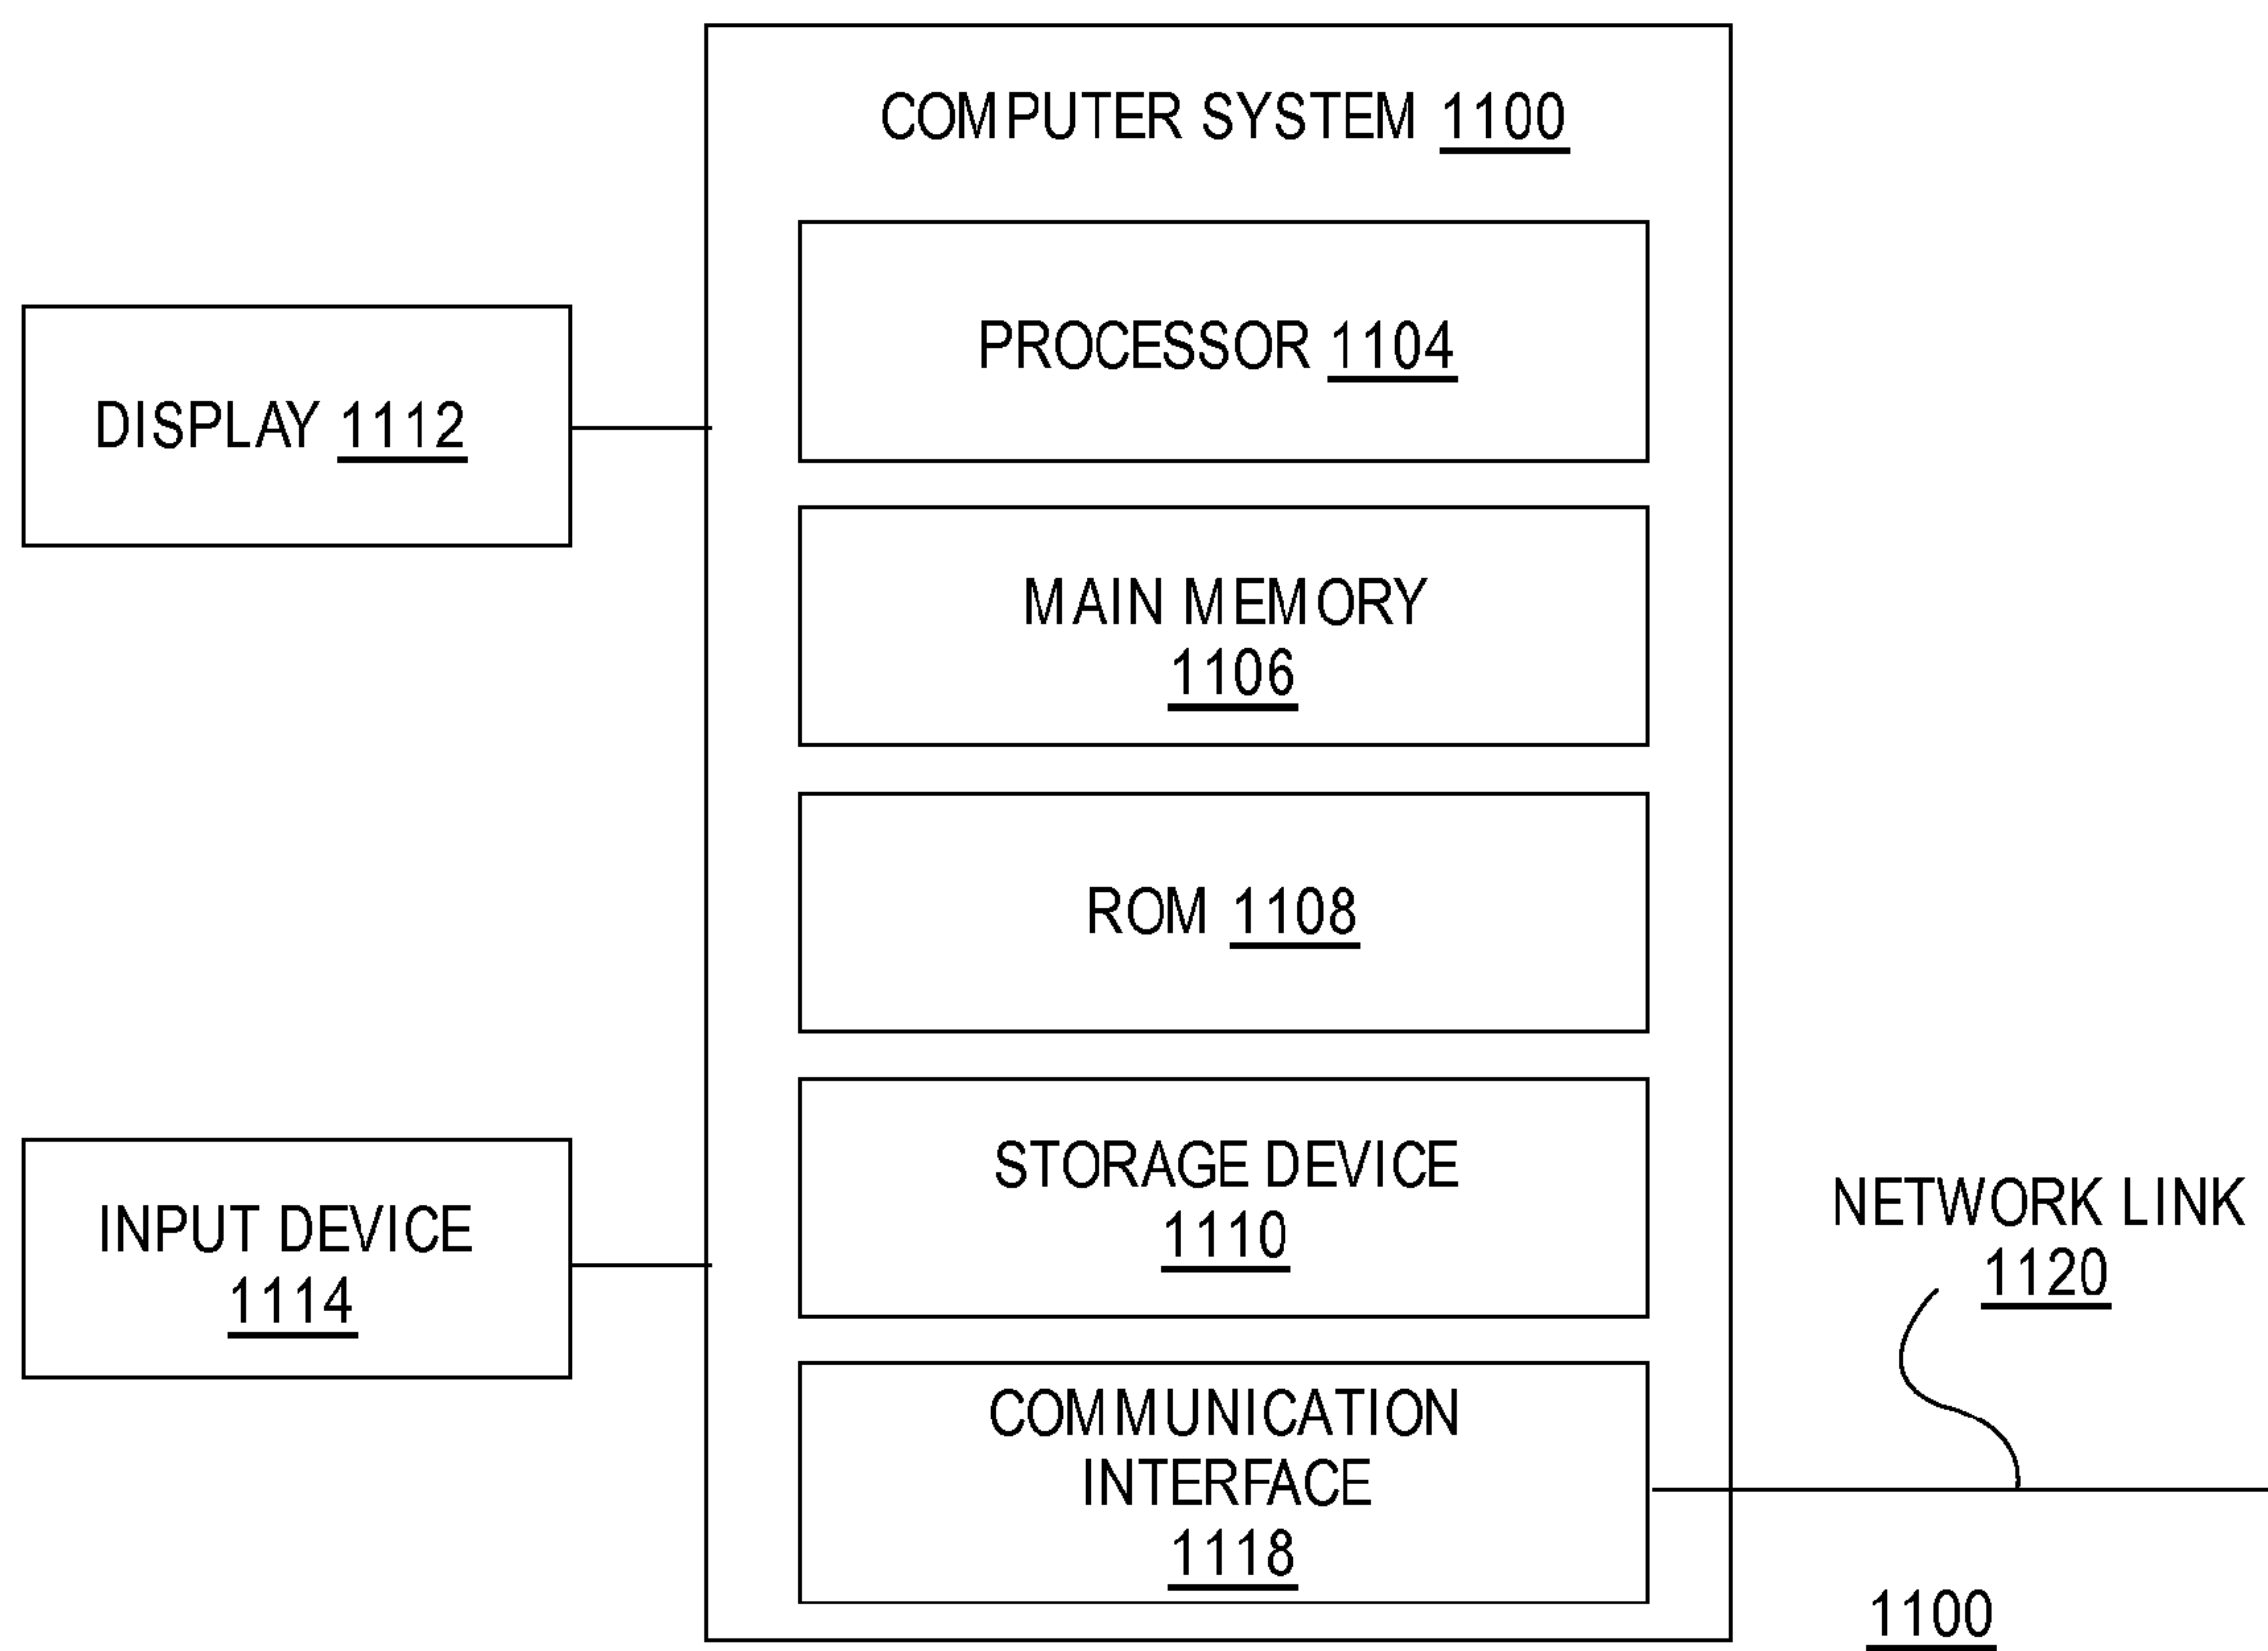 COMPUTER SYSTEM 1100
PROCESSOR 1104
DISPLAY 1112
MAIN MEMORY
1106
ROM 1108
STORAGE DEVICE
1110
INPUT DEVICE
1114
NETWORK LINK
1120
COMMUNICATION
INTERFACE
1118
1100